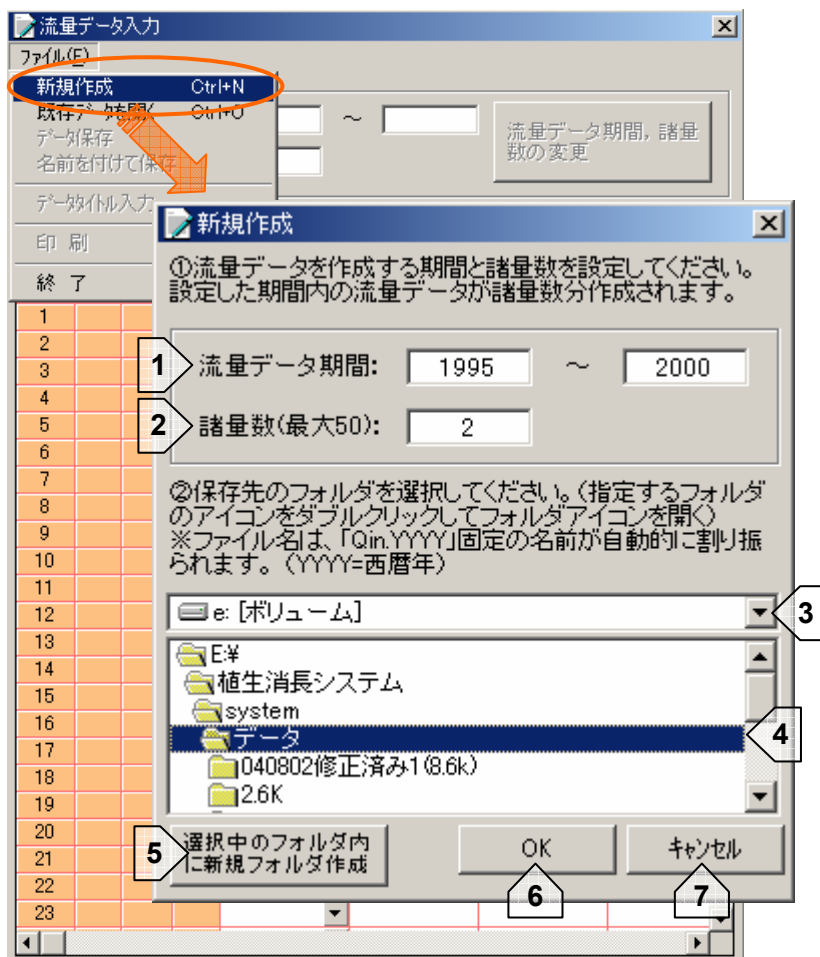 流量データ入力
ファイル(F)
新規作成 Ctrl+N
既存データを開く Ctrl+O
データ保存
名前を付けて保存
データタイトル入力
印 刷
終 了
～
流量データ期間，諸量
数の変更
新規作成
①流量データを作成する期間と諸量数を設定してください。
設定した期間内の流量データが諸量数分作成されます。
1
流量データ期間: 1995 ～ 2000
2
諸量数(最大50): 2
②保存先のフォルダを選択してください。（指定するフォルダ
のアイコンをダブルクリックしてフォルダアイコンを開く）
※ファイル名は、「Qin.YYYY」固定の名前が自動的に割り振
られます。（YYYY=西暦年）
e: [ボリューム]
3
E:¥
植生消長システム
system
データ
4
040802修正済み1(8.6k)
2.6K
5
選択中のフォルダ内
に新規フォルダ作成
OK
キャンセル
6
7
1
2
3
4
5
6
7
8
9
10
11
12
13
14
15
16
17
18
19
20
21
22
23